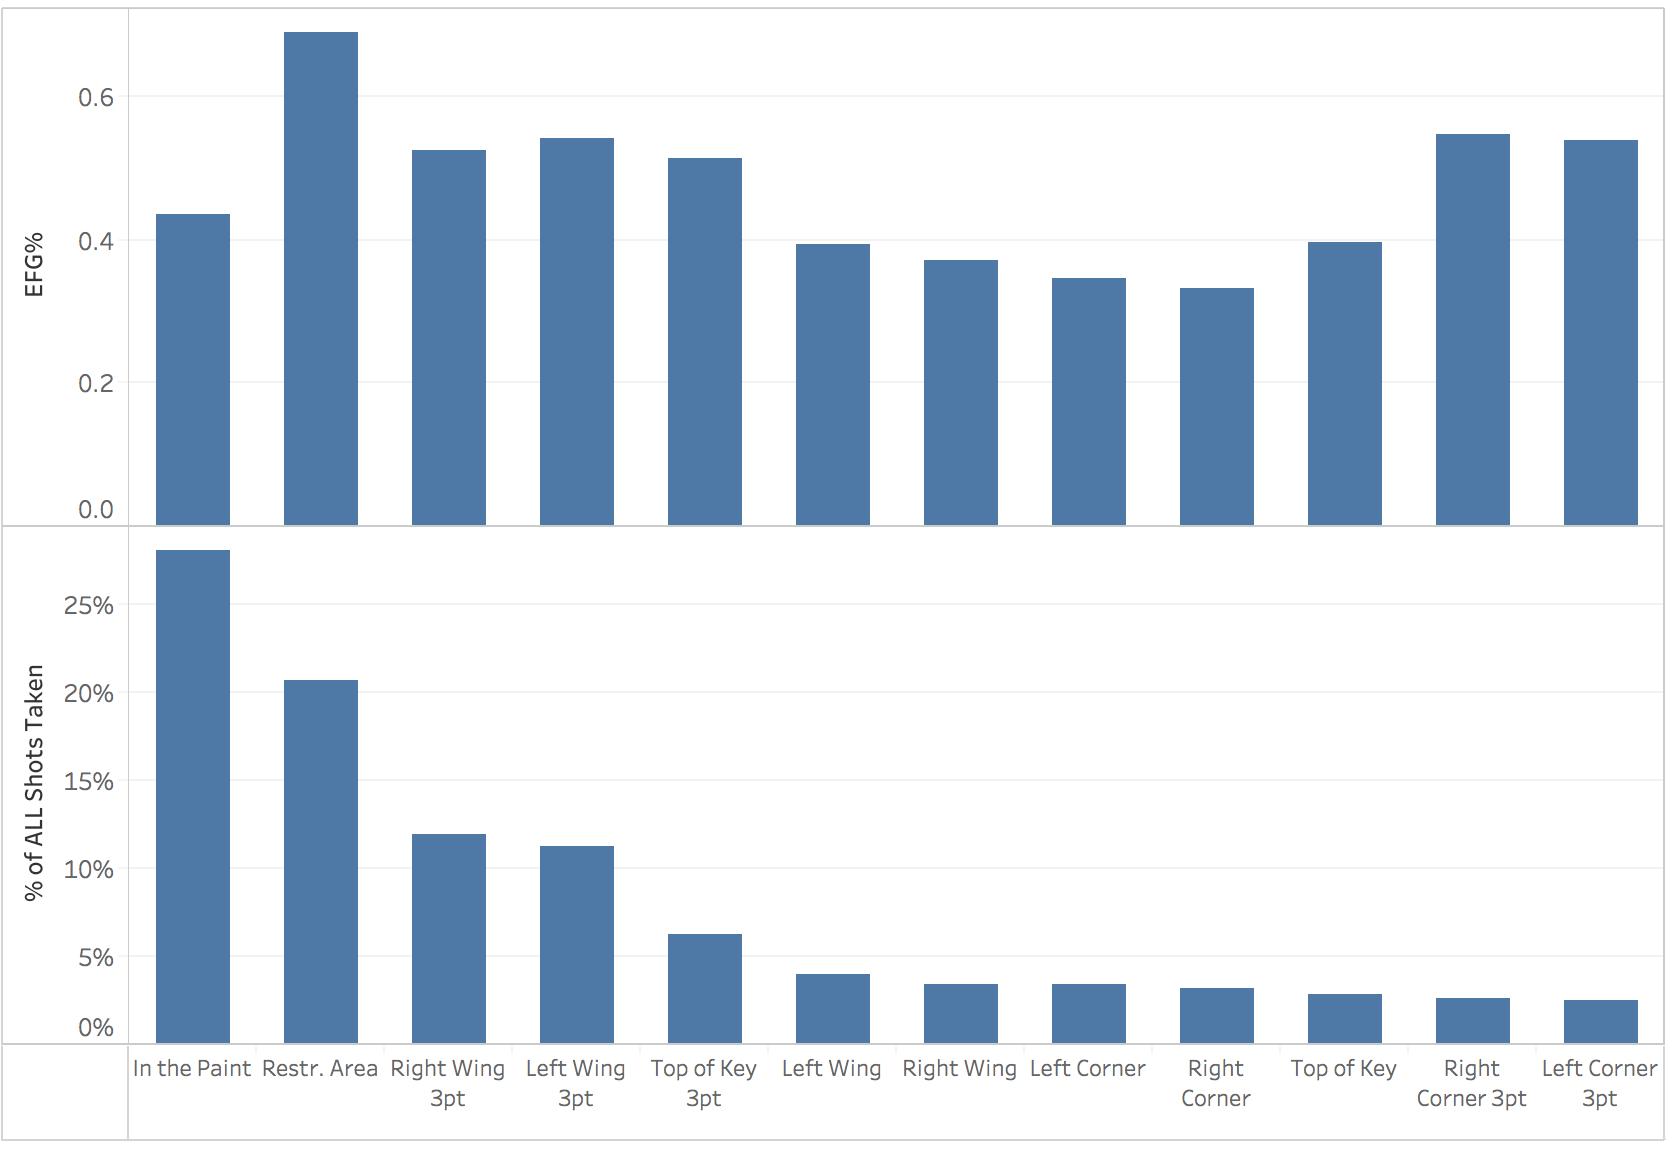 EFG%
0.6
0.4
0.2
0.0
% of ALL Shots Taken
25%
20%
15%
10%
5%
0%
In the Paint
Restr. Area
Right Wing
3pt
Left Wing
3pt
Top of Key
3pt
Left Wing
Right Wing
Left Corner
Right
Corner
Top of Key
Right
Corner 3pt
Left Corner
3pt